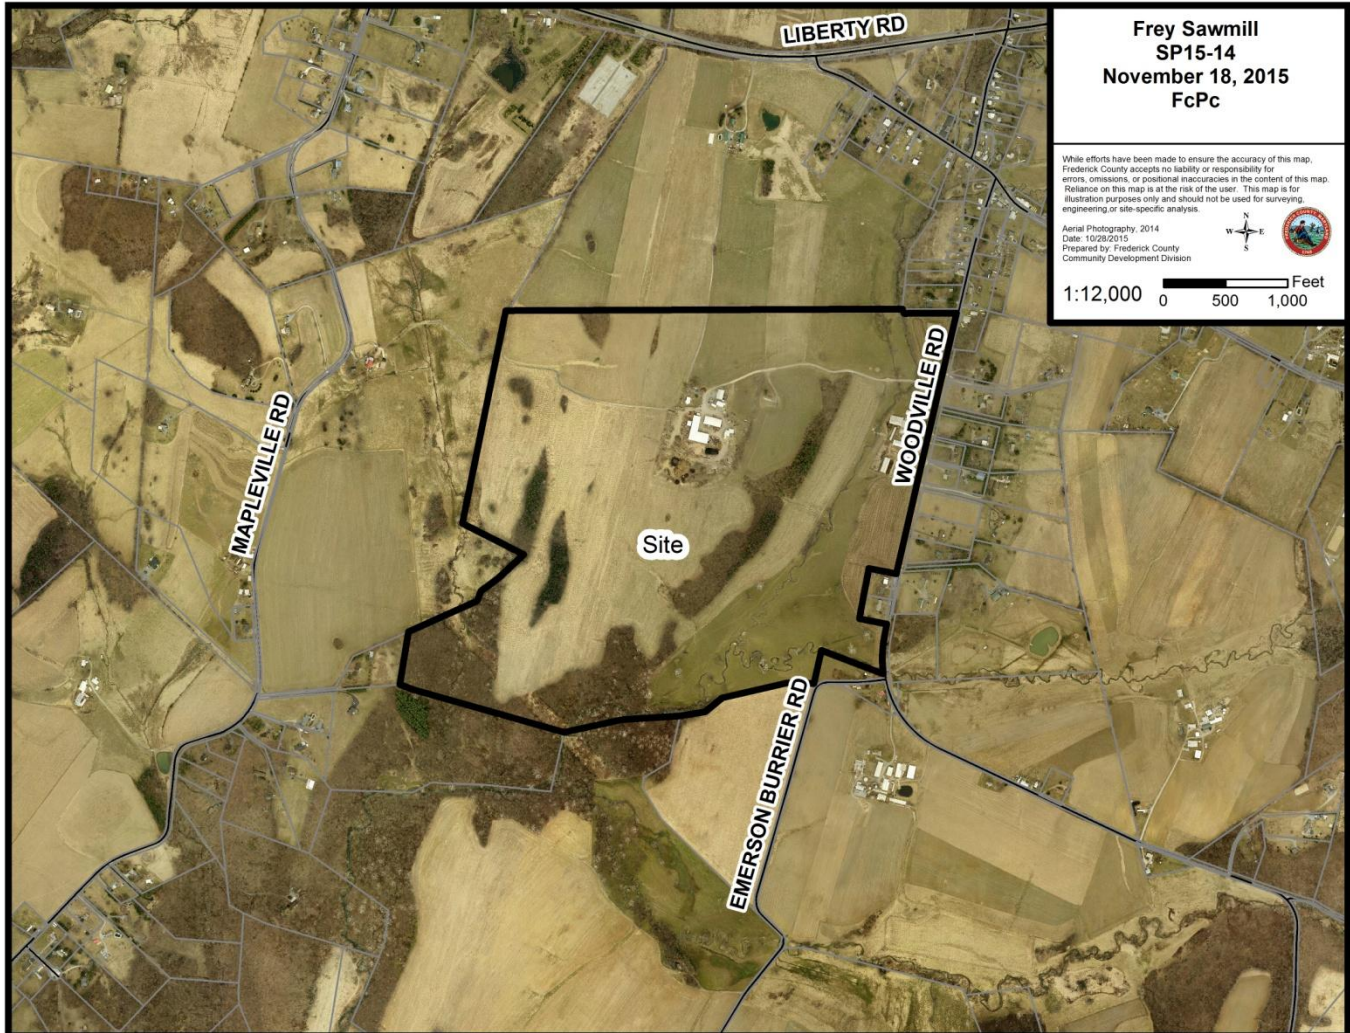 LIBERTY RD
Frey Sawmill
SP15-14
November 18, 2015
FcPc
While efforts have been made to ensure the accuracy of this map,
Frederick County accepts no liability or responsibility for
errors, omissions, or positional inaccuracies in the content of this map.
Reliance on this map is at the risk of the user. This map is for
illustration purposes only and should not be used for surveying,
engineering,or site-specific analysis.
Aerial Photography, 2014
Date: 10/28/2015
Prepared by: Frederick County
Community Development Division
N
W E
S
1:12,000
Feet
0 500 1,000
WOODVILLE RD
MAPLEVILLE RD
Site
EMERSON BURRIER RD